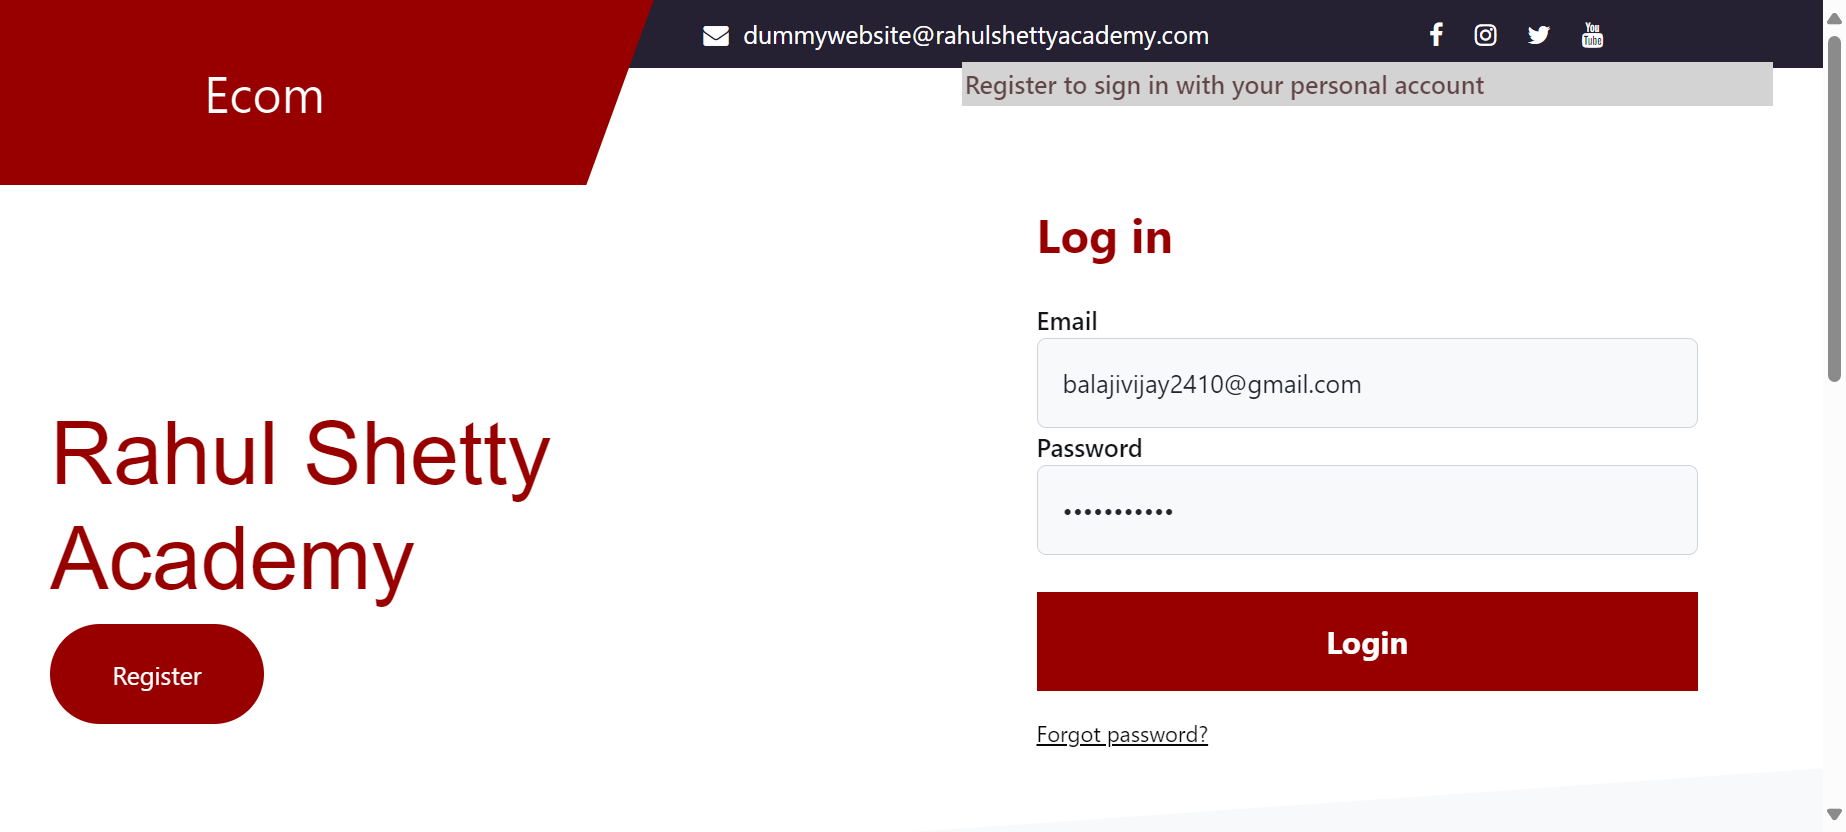 dummywebsite@rahulshettyacademy.com
You
Tube
Ecom
Register to sign in with your personal account
Rahul Shetty
Academy
Register
Log in
Email
balajivijay2410@gmail.com
Password
•••••••••••
Login
Forgot password?